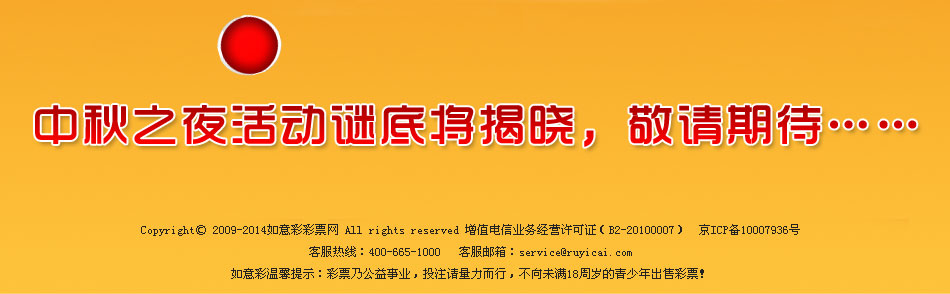 中秋之夜活动谜底将揭晓，敬请期待……
Copyright© 2009-2014如意彩彩票网 All rights reserved 增值电信业务经营许可证（B2-20100007） 京ICP备10007936号
客服热线：400-665-1000 客服邮箱：service@ruyicai.com
如意彩温馨提示：彩票乃公益事业，投注请量力而行，不向未满18周岁的青少年出售彩票！